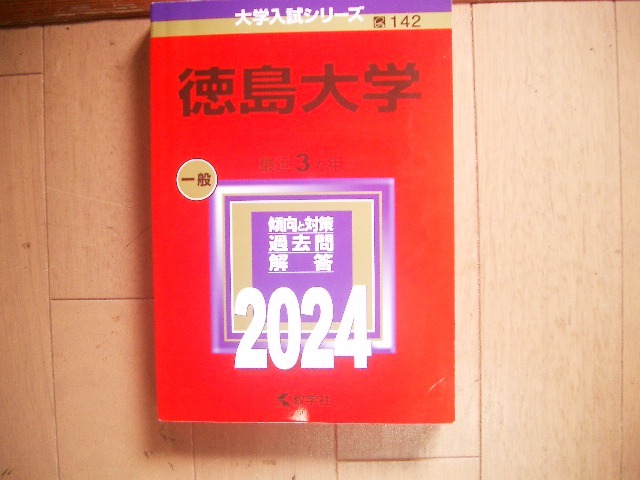 大学入試シリーズ
142
徳島大学
最近3カ年
一般
傾向と対策
過去問
解答
2024
教学社